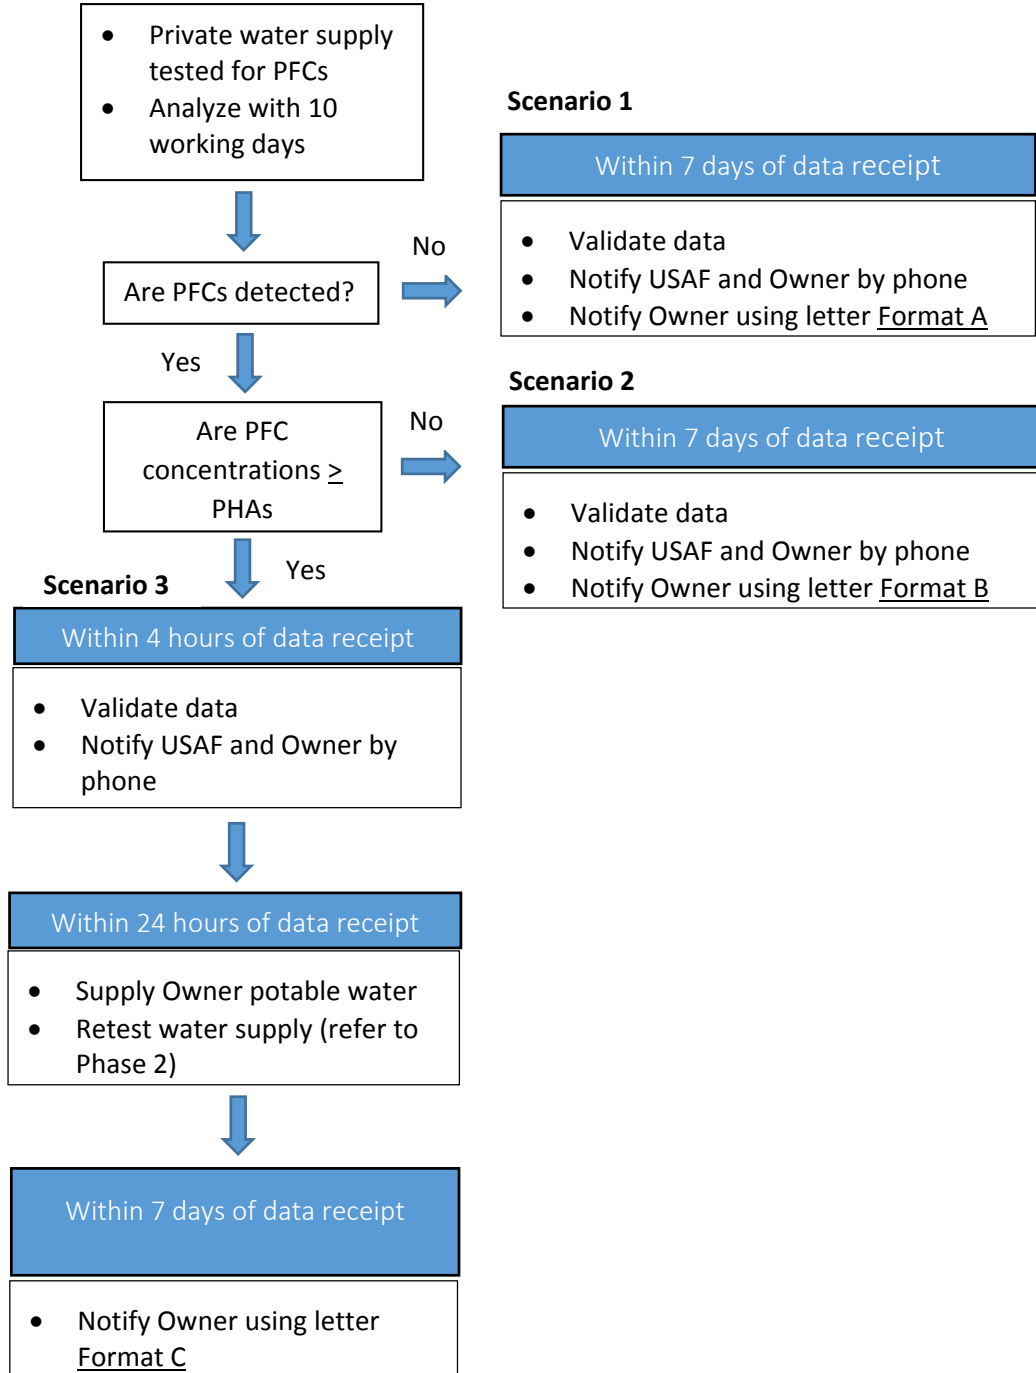 • Private water supply
tested for PFCs
• Analyze with 10
working days
Scenario 1
Within 7 days of data receipt
• Validate data
• Notify USAF and Owner by phone
• Notify Owner using letter Format A
No
Are PFCs detected?
Yes
Scenario 2
Within 7 days of data receipt
• Validate data
• Notify USAF and Owner by phone
• Notify Owner using letter Format B
No
Are PFC
concentrations ≥
PHAs
Yes
Scenario 3
Within 4 hours of data receipt
• Validate data
• Notify USAF and Owner by
phone
Within 24 hours of data receipt
• Supply Owner potable water
• Retest water supply (refer to
Phase 2)
Within 7 days of data receipt
• Notify Owner using letter
Format C